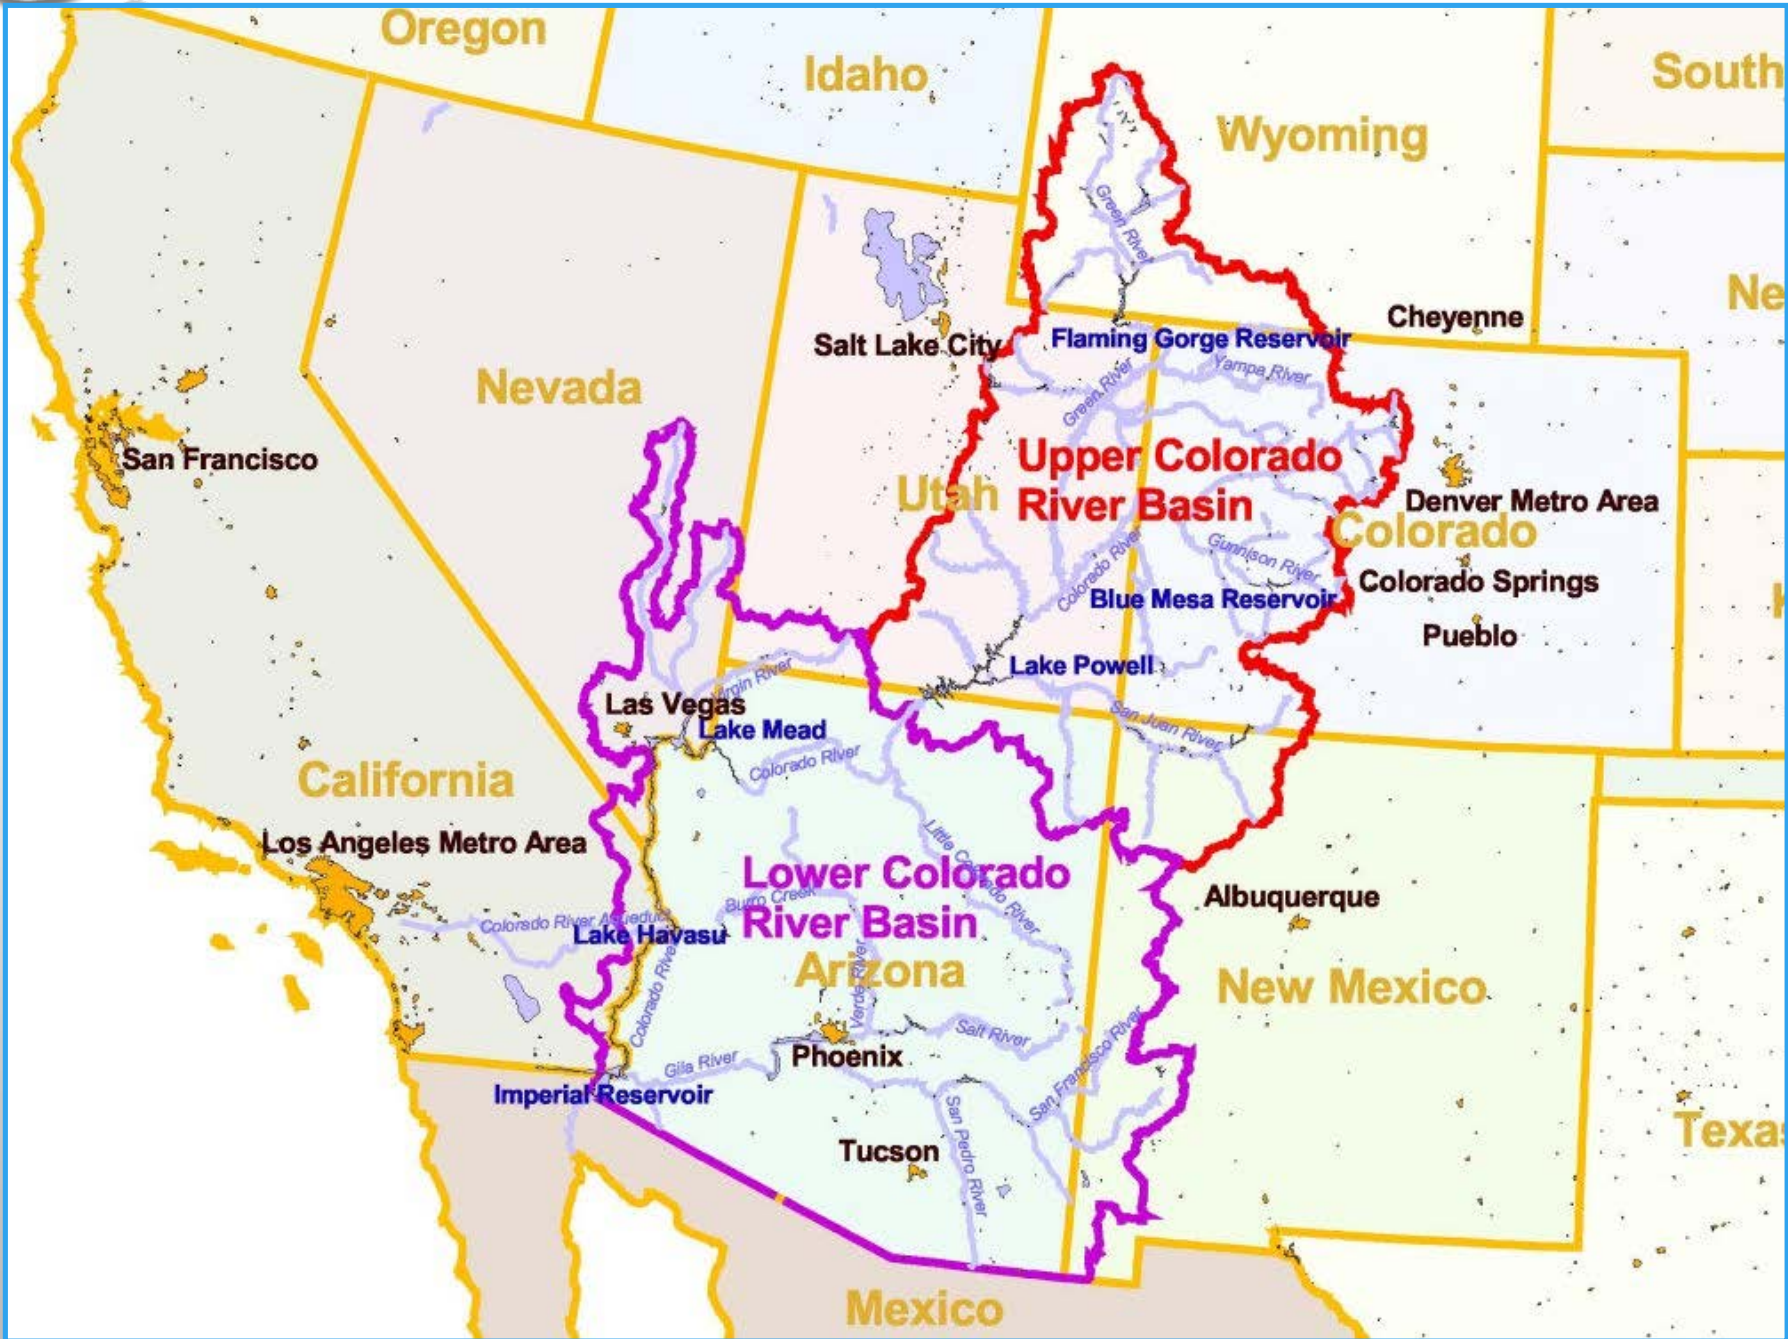 Oregon
Idaho
South
Wyoming
Green River
Ne
Cheyenne
Salt Lake City
Flaming Gorge Reservoir
Yampa River
Green River
Nevada
San Francisco
Upper Colorado
River Basin
Utah
Denver Metro Area
Colorado
Gunnison River
Colorado River
Colorado Springs
Blue Mesa Reservoir
Pueblo
Lake Powell
Virgin River
Las Vegas
Lake Mead
San Juan River
Colorado River
California
Los Angeles Metro Area
Little Colorado River
Lower Colorado
River Basin
Burro Creek
Albuquerque
Colorado River Aqueduct
Lake Havasu
Arizona
New Mexico
Colorado River
Verde River
Salt River
Phoenix
Gila River
San Francisco River
Imperial Reservoir
San Pedro River
Tucson
Texas
Mexico